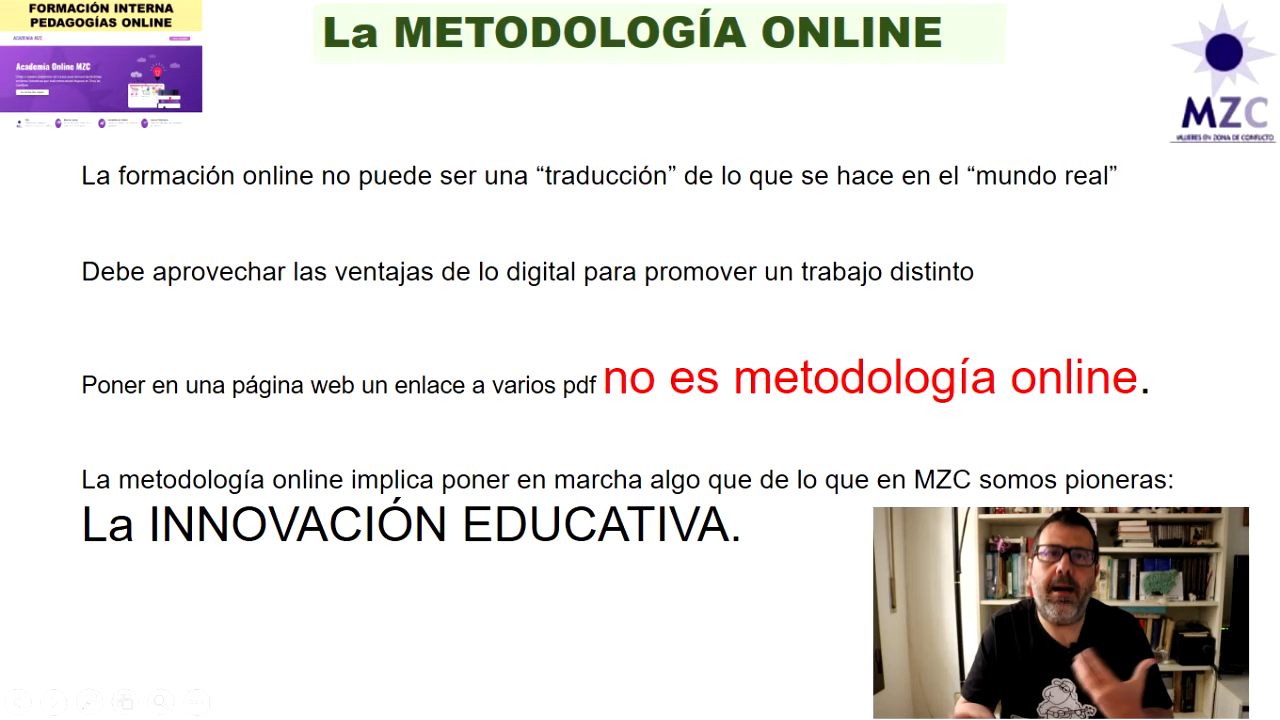 FORMACIÓN INTERNA
PEDAGOGÍAS ONLINE
La METODOLOGÍA ONLINE
ACADEMIA MZC
Academia Online MZC
MZC
MUJERES EN ZONA DE CONFLICTO
La formación online no puede ser una “traducción” de lo que se hace en el “mundo real”
Debe aprovechar las ventajas de lo digital para promover un trabajo distinto
Poner en una página web un enlace a varios pdf no es metodología online.
La metodología online implica poner en marcha algo que de lo que en MZC somos pioneras:
La INNOVACIÓN EDUCATIVA.